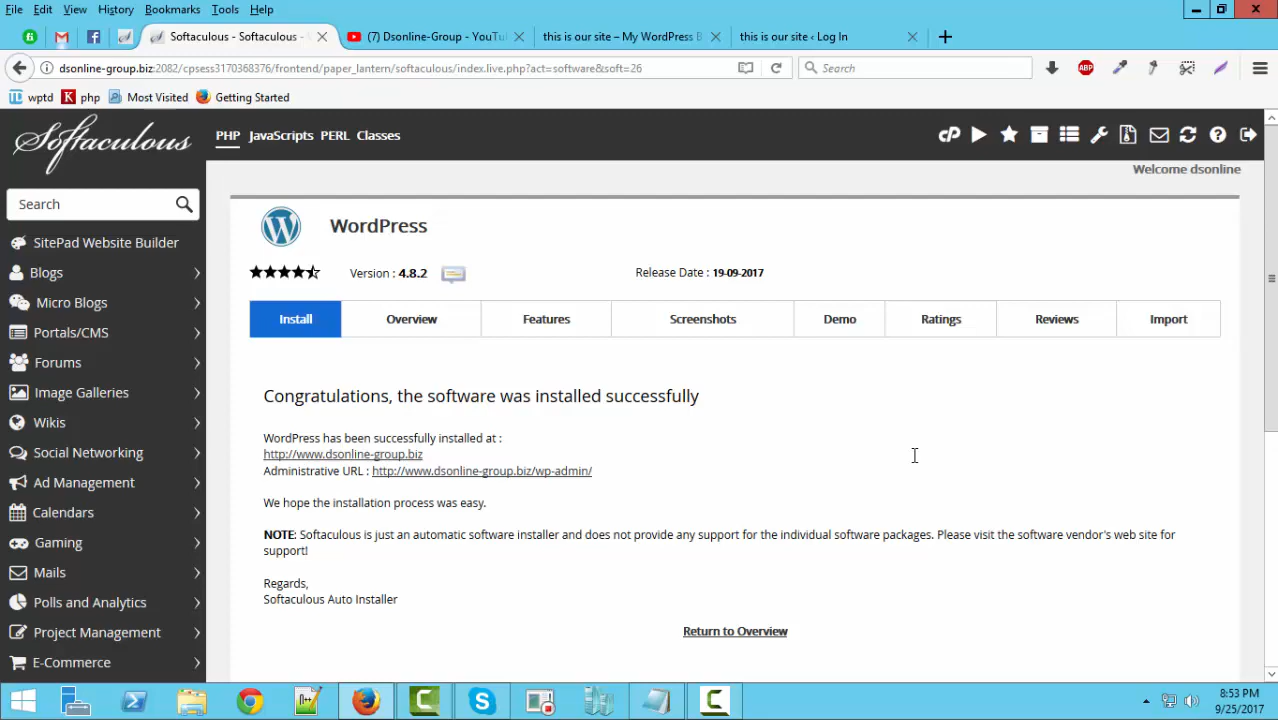 File Edit View History Bookmarks Tools Help
Softaculous - Softaculous -
(7) Dsonline-Group - YouTu
this is our site – My WordPress B
this is our site ‹ Log In
dsonline-group.biz:2082/cpsess3170368376/frontend/paper_lantern/softaculous/index.live.php?act=software&soft=26
Search
ABP
wptd php Most Visited Getting Started
Softaculous
PHP JavaScripts PERL Classes
cP
Welcome dsonline
Search
SitePad Website Builder
Blogs
Micro Blogs
Portals/CMS
Forums
Image Galleries
Wikis
Social Networking
Ad Management
Calendars
Gaming
Mails
Polls and Analytics
Project Management
E-Commerce
WordPress
Version : 4.8.2
Release Date : 19-09-2017
Install Overview Features Screenshots Demo Ratings Reviews Import
Congratulations, the software was installed successfully
WordPress has been successfully installed at :
http://www.dsonline-group.biz
Administrative URL : http://www.dsonline-group.biz/wp-admin/
We hope the installation process was easy.
NOTE: Softaculous is just an automatic software installer and does not provide any support for the individual software packages. Please visit the software vendor's web site for
support!
Regards,
Softaculous Auto Installer
Return to Overview
8:53 PM
9/25/2017